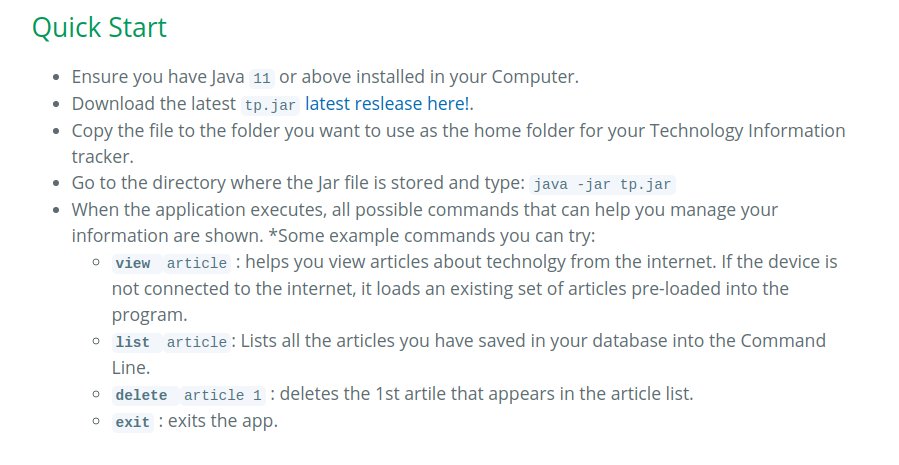 Quick Start
Ensure you have Java 11 or above installed in your Computer.
Download the latest tp.jar latest reslease here!.
Copy the file to the folder you want to use as the home folder for your Technology Information
tracker.
Go to the directory where the Jar file is stored and type: java -jar tp.jar
When the application executes, all possible commands that can help you manage your
information are shown. *Some example commands you can try:
view article : helps you view articles about technolgy from the internet. If the device is
not connected to the internet, it loads an existing set of articles pre-loaded into the
program.
list article : Lists all the articles you have saved in your database into the Command
Line.
delete article 1 : deletes the 1st artile that appears in the article list.
exit : exits the app.